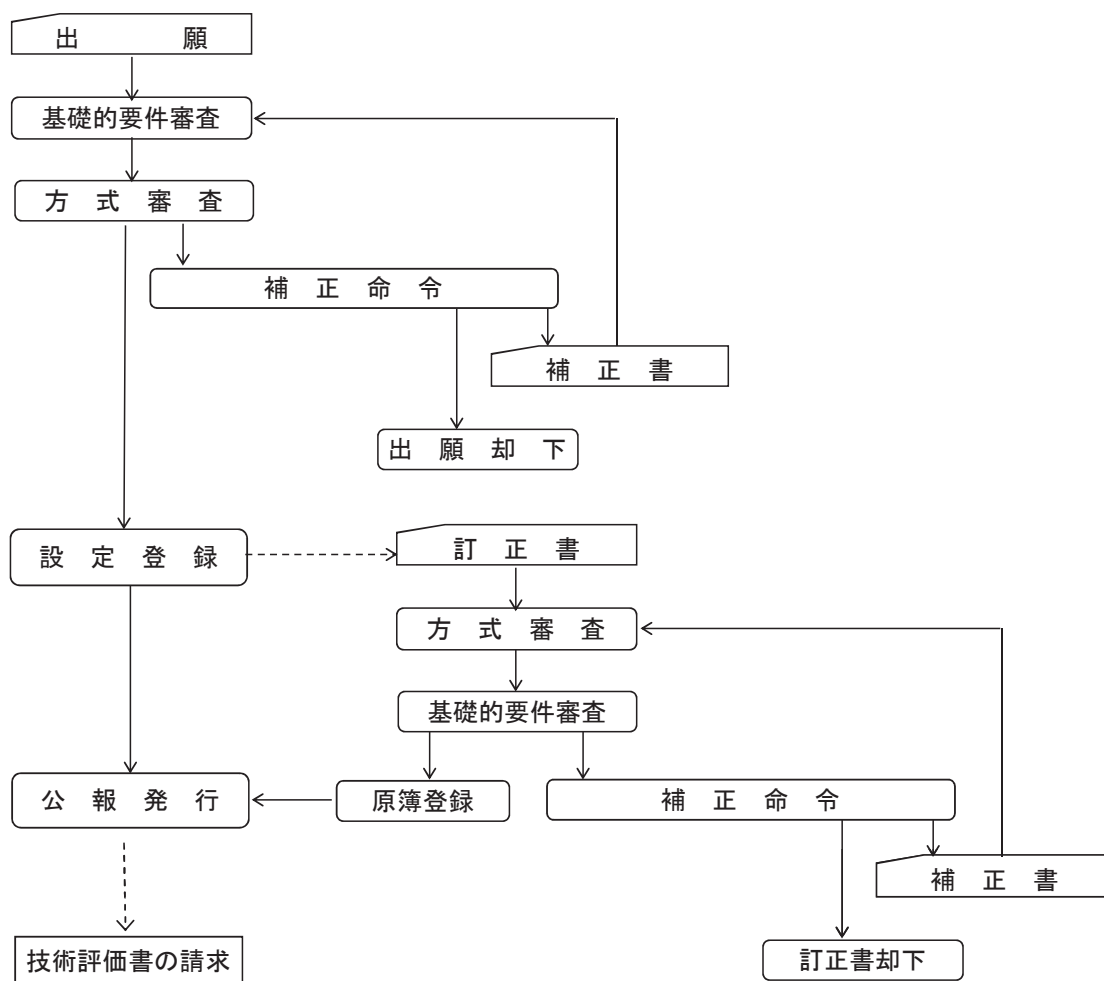 出願
基礎的要件審査
方式審査
補正命令
補正書
出願却下
設定登録
訂正書
方式審査
基礎的要件審査
公報発行
原簿登録
補正命令
補正書
技術評価書の請求
訂正書却下